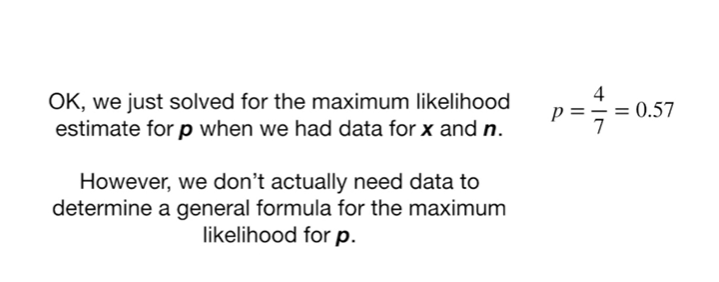 OK, we just solved for the maximum likelihood
estimate for p when we had data for x and n.
p = 4/7 = 0.57
However, we don't actually need data to
determine a general formula for the maximum
likelihood for p.